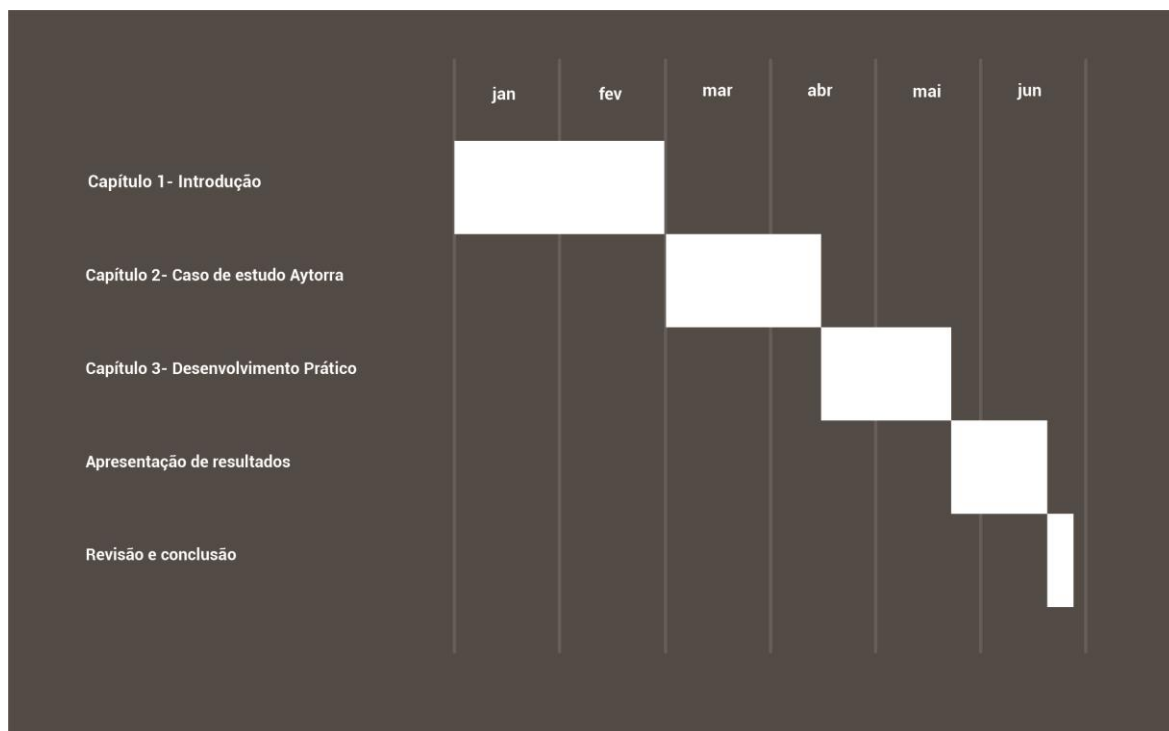 jan fev mar abr mai jun
Capítulo 1- Introdução
Capítulo 2- Caso de estudo Aytorra
Capítulo 3- Desenvolvimento Prático
Apresentação de resultados
Revisão e conclusão